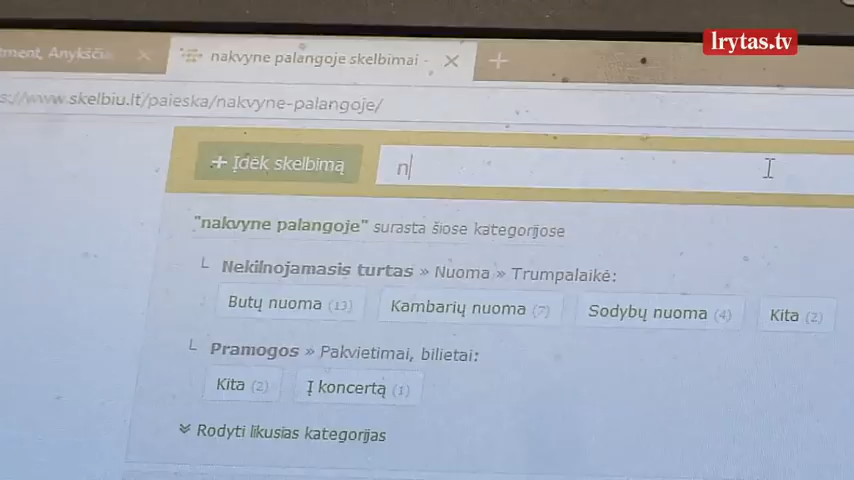 lrytas.tv
nakvyne palangoje skelbimai -
www.skelbiu.lt/paieska/nakvyne-palangoje/
+ Įdėk skelbimą
n
"nakvyne palangoje" surasta šiose kategorijose
Nekilnojamasis turtas » Nuoma » Trumpalaikė:
Butų nuoma (13) Kambarių nuoma (7) Sodybų nuoma (4) Kita (2)
Pramogos » Pakvietimai, bilietai:
Kita (2) Į koncertą (1)
Rodyti likusias kategorijas